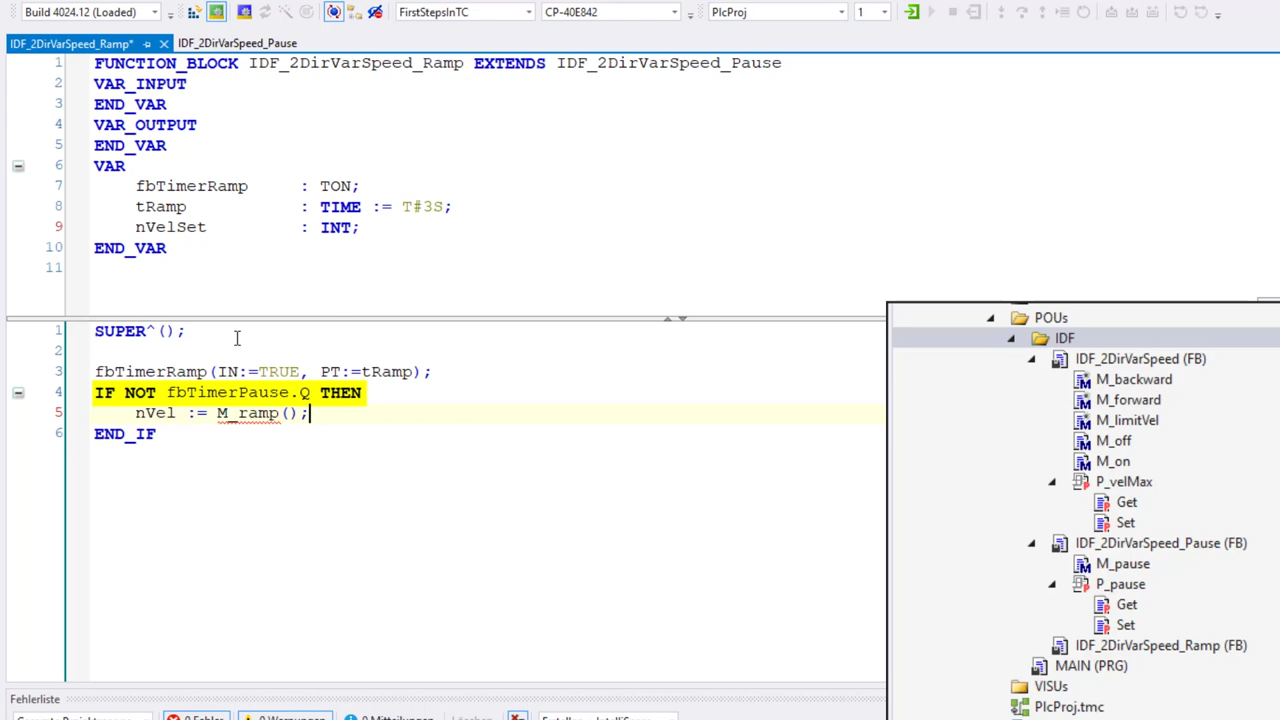 Build 4024.12 (Loaded) FirstStepsInTC CP-40E842 PlcProj 1
IDF_2DirVarSpeed_Ramp* IDF_2DirVarSpeed_Pause
1 FUNCTION_BLOCK IDF_2DirVarSpeed_Ramp EXTENDS IDF_2DirVarSpeed_Pause
2 VAR_INPUT
3 END_VAR
4 VAR_OUTPUT
5 END_VAR
6 VAR
7 fbTimerRamp : TON;
8 tRamp : TIME := T#3S;
9 nVelSet : INT;
10 END_VAR
11
1 SUPER^();
2
3 fbTimerRamp(IN:=TRUE, PT:=tRamp);
4 IF NOT fbTimerPause.Q THEN
5 nVel := M_ramp();
6 END_IF
POUs
IDF
IDF_2DirVarSpeed (FB)
M_backward
M_forward
M_limitVel
M_off
M_on
P_velMax
Get
Set
IDF_2DirVarSpeed_Pause (FB)
M_pause
P_pause
Get
Set
IDF_2DirVarSpeed_Ramp (FB)
MAIN (PRG)
VISUs
PlcProj.tmc
Fehlerliste
0 Fehler 0 Warnungen 0 Mitteilungen Löschen